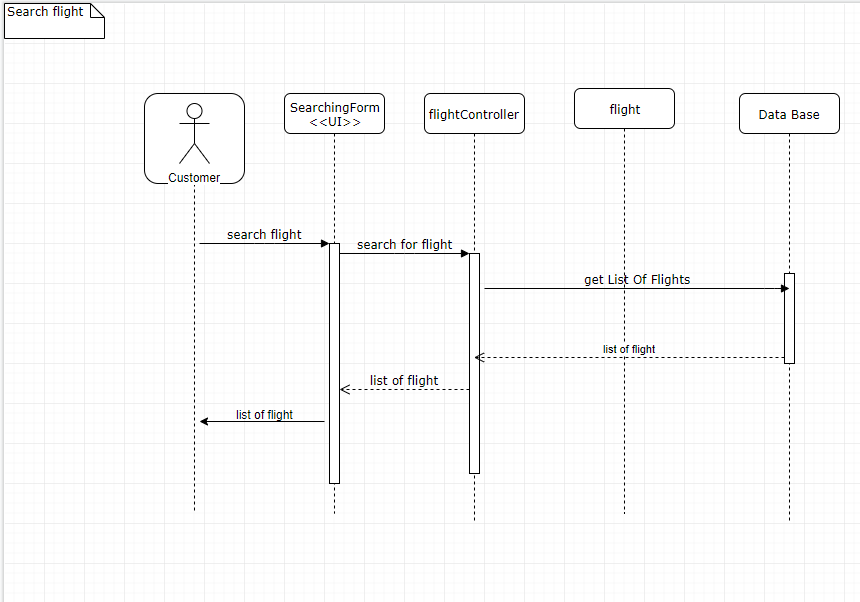 Search flight
SearchingForm
<<UI>>
flightController
flight
Data Base
Customer
search flight
search for flight
get List Of Flights
list of flight
list of flight
list of flight